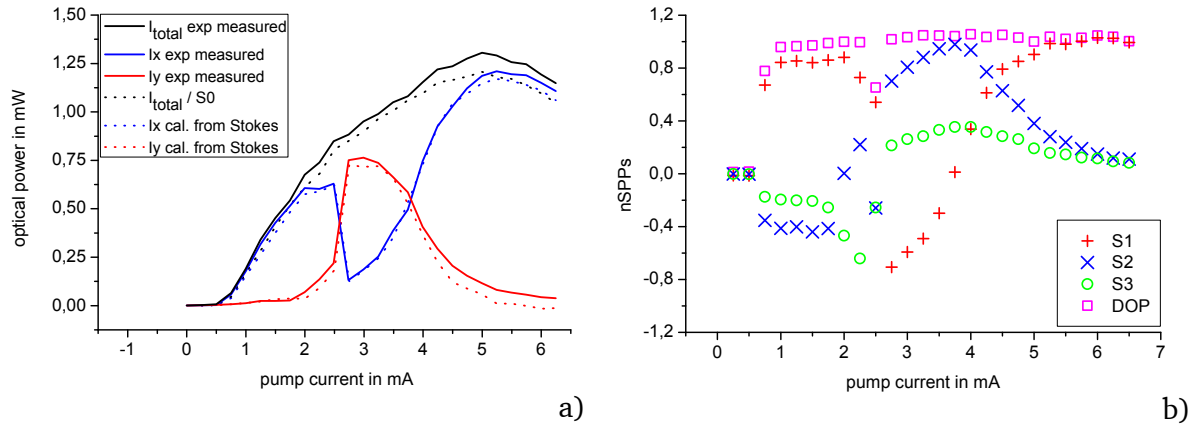 1,50
1,25
1,00
0,75
0,50
0,25
0,00
optical power in mW
I_total exp measured
Ix exp measured
Iy exp measured
I_total / S0
Ix cal. from Stokes
Iy cal. from Stokes
-1 0 1 2 3 4 5 6
pump current in mA
a)
1,2
0,8
0,4
0,0
-0,4
-0,8
-1,2
nSPPs
S1
S2
S3
DOP
0 1 2 3 4 5 6 7
pump current in mA
b)